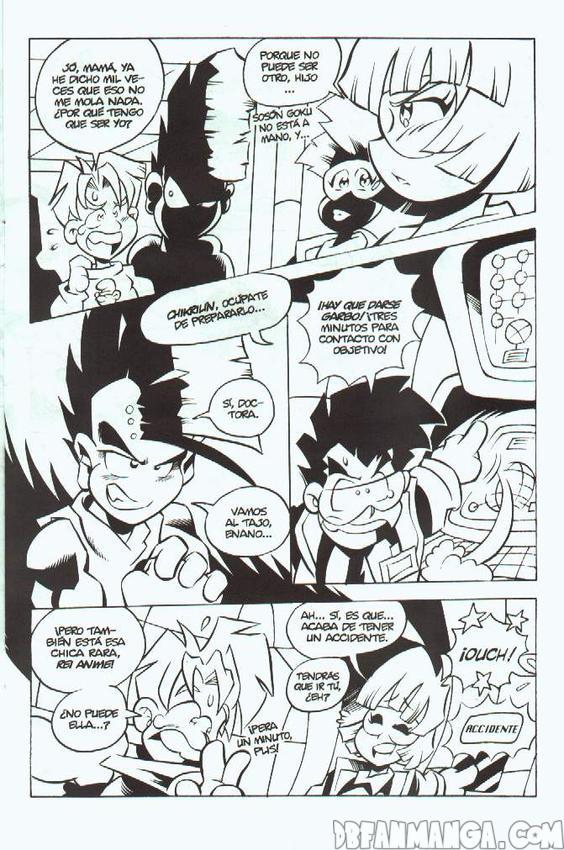 JÓ, MAMÁ, YA
HE DICHO MIL VE-
CES QUE ESO NO
ME MOLA NADA.
¿POR QUÉ TENGO
QUE SER YO?
PORQUE NO
PUEDE SER
OTRO, HIJO
...
SOSÓN GOKU
NO ESTÁ A
MANO, Y...
CHIKRILÍN, OCÚPATE
DE PREPARARLO...
SÍ, DOC-
TORA.
VAMOS
AL TAJO,
ENANO...
¡HAY QUE DARSE
GARBO! ¡TRES
MINUTOS PARA
CONTACTO CON
OBJETIVO!
¡PERO TAM-
BIÉN ESTÁ ESA
CHICA RARA,
REI ANIME!
¿NO PUEDE
ELLA...?
¡PERA
UN MINUTO,
PLIS!
AH... SÍ, ES QUE...
ACABA DE TENER
UN ACCIDENTE.
TENDRÁS
QUE IR TÚ,
¿EH?
¡OUCH!
ACCIDENTE
DBFANMANGA.COM